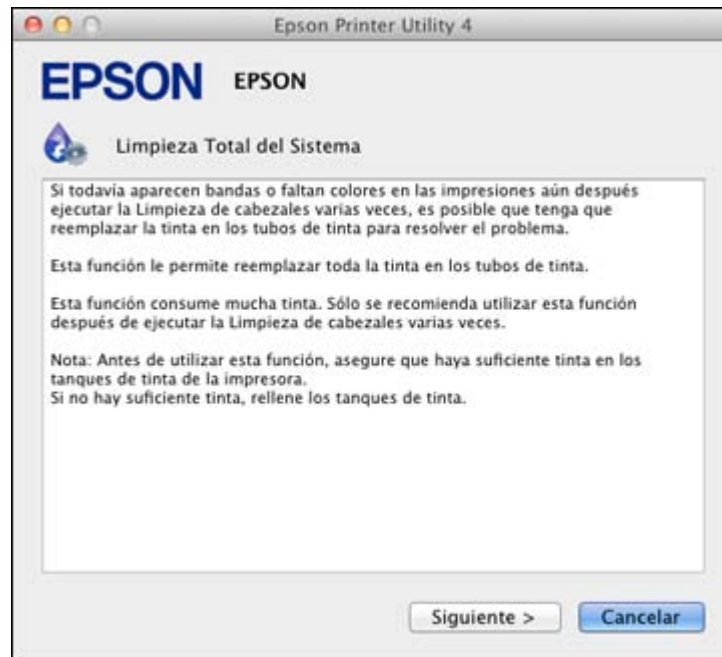 Epson Printer Utility 4
EPSON EPSON
Limpieza Total del Sistema
Si todavía aparecen bandas o faltan colores en las impresiones aún después
ejecutar la Limpieza de cabezales varias veces, es posible que tenga que
reemplazar la tinta en los tubos de tinta para resolver el problema.
Esta función le permite reemplazar toda la tinta en los tubos de tinta.
Esta función consume mucha tinta. Sólo se recomienda utilizar esta función
después de ejecutar la Limpieza de cabezales varias veces.
Nota: Antes de utilizar esta función, asegure que haya suficiente tinta en los
tanques de tinta de la impresora.
Si no hay suficiente tinta, rellene los tanques de tinta.
Siguiente > Cancelar